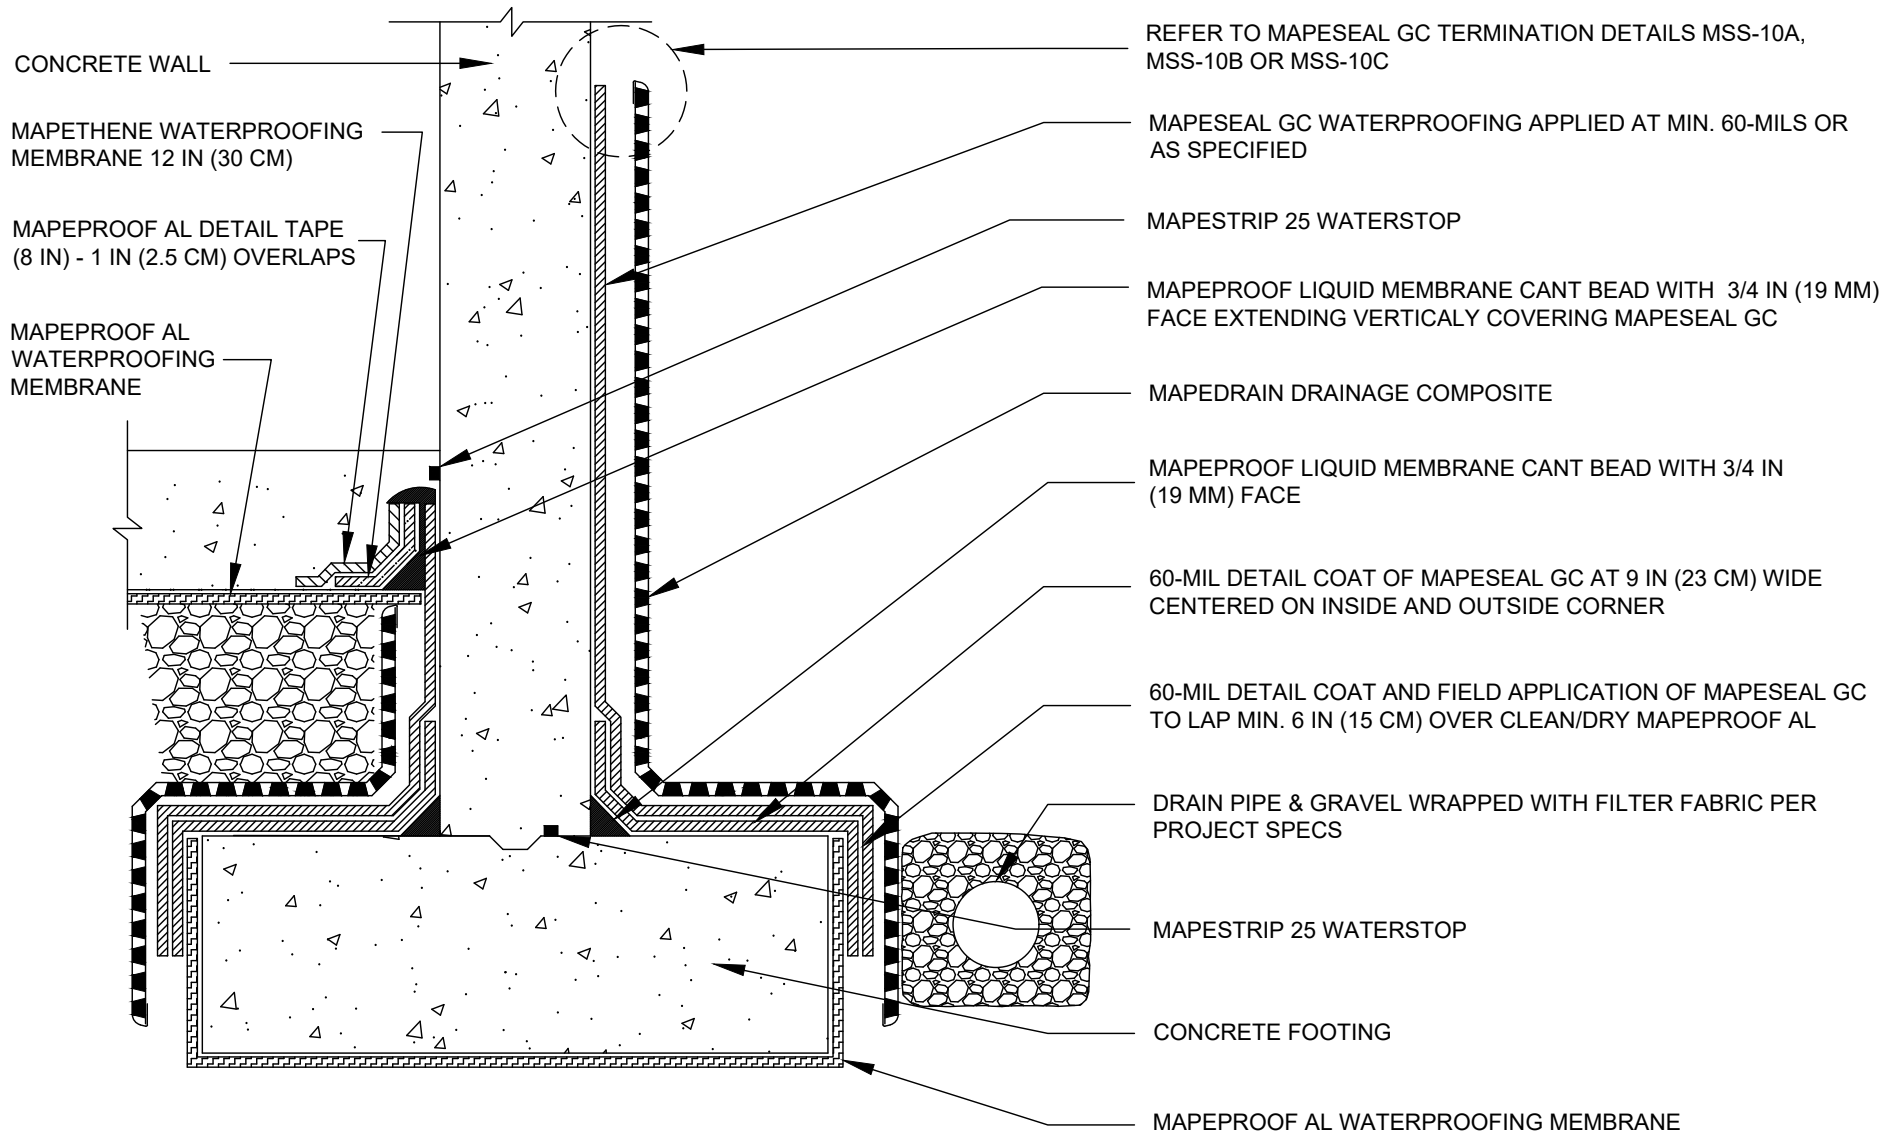 CONCRETE WALL
MAPETHENE WATERPROOFING
MEMBRANE 12 IN (30 CM)
MAPEPROOF AL DETAIL TAPE
(8 IN) - 1 IN (2.5 CM) OVERLAPS
MAPEPROOF AL
WATERPROOFING
MEMBRANE
REFER TO MAPESEAL GC TERMINATION DETAILS MSS-10A,
MSS-10B OR MSS-10C
MAPESEAL GC WATERPROOFING APPLIED AT MIN. 60-MILS OR
AS SPECIFIED
MAPESTRIP 25 WATERSTOP
MAPEPROOF LIQUID MEMBRANE CANT BEAD WITH 3/4 IN (19 MM)
FACE EXTENDING VERTICALY COVERING MAPESEAL GC
MAPEDRAIN DRAINAGE COMPOSITE
MAPEPROOF LIQUID MEMBRANE CANT BEAD WITH 3/4 IN
(19 MM) FACE
60-MIL DETAIL COAT OF MAPESEAL GC AT 9 IN (23 CM) WIDE
CENTERED ON INSIDE AND OUTSIDE CORNER
60-MIL DETAIL COAT AND FIELD APPLICATION OF MAPESEAL GC
TO LAP MIN. 6 IN (15 CM) OVER CLEAN/DRY MAPEPROOF AL
DRAIN PIPE & GRAVEL WRAPPED WITH FILTER FABRIC PER
PROJECT SPECS
MAPESTRIP 25 WATERSTOP
CONCRETE FOOTING
MAPEPROOF AL WATERPROOFING MEMBRANE